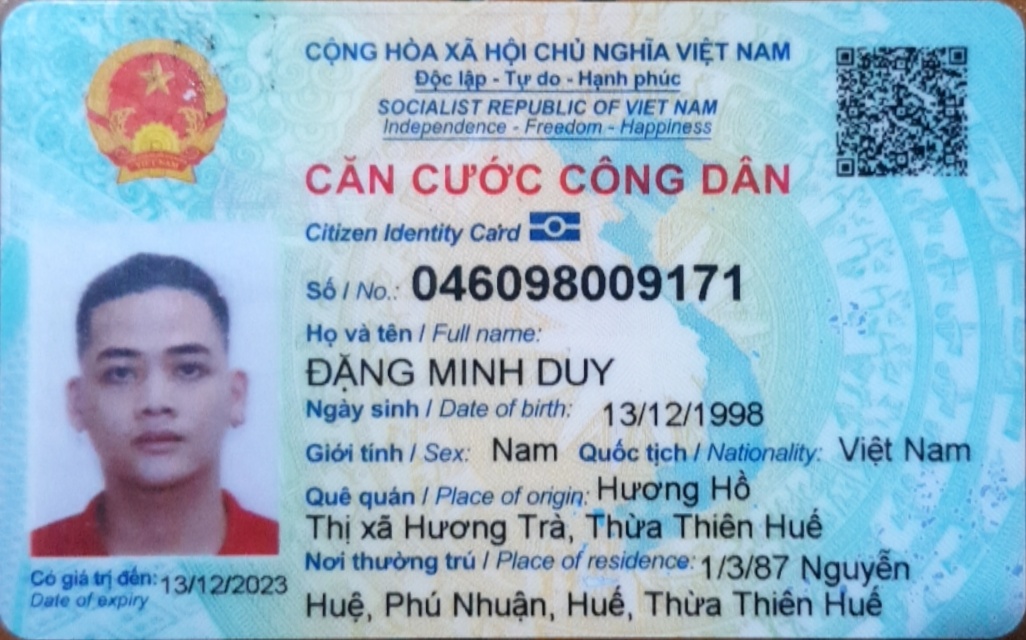 CỘNG HÒA XÃ HỘI CHỦ NGHĨA VIỆT NAM
Độc lập - Tự do - Hạnh phúc
SOCIALIST REPUBLIC OF VIET NAM
Independence - Freedom - Happiness
CĂN CƯỚC CÔNG DÂN
Citizen Identity Card
Số / No.: 046098009171
Họ và tên / Full name:
ĐẶNG MINH DUY
Ngày sinh / Date of birth: 13/12/1998
Giới tính / Sex: Nam Quốc tịch / Nationality: Việt Nam
Quê quán / Place of origin: Hương Hồ
Thị xã Hương Trà, Thừa Thiên Huế
Nơi thường trú / Place of residence: 1/3/87 Nguyễn
Huệ, Phú Nhuận, Huế, Thừa Thiên Huế
Có giá trị đến: 13/12/2023
Date of expiry